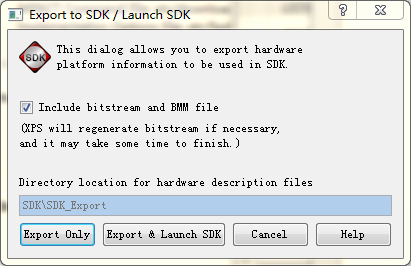 Export to SDK / Launch SDK
SDK
This dialog allows you to export hardware
platform information to be used in SDK.
Include bitstream and BMM file
(XPS will regenerate bitstream if necessary,
and it may take some time to finish.)
Directory location for hardware description files
SDK\SDK_Export
Export Only
Export & Launch SDK
Cancel
Help